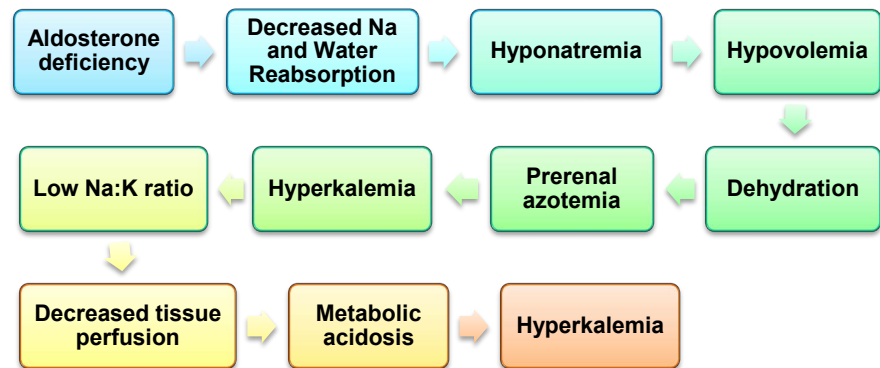 Aldosterone
deficiency
Decreased Na
and Water
Reabsorption
Hyponatremia
Hypovolemia
Dehydration
Prerenal
azotemia
Hyperkalemia
Low Na:K ratio
Decreased tissue
perfusion
Metabolic
acidosis
Hyperkalemia